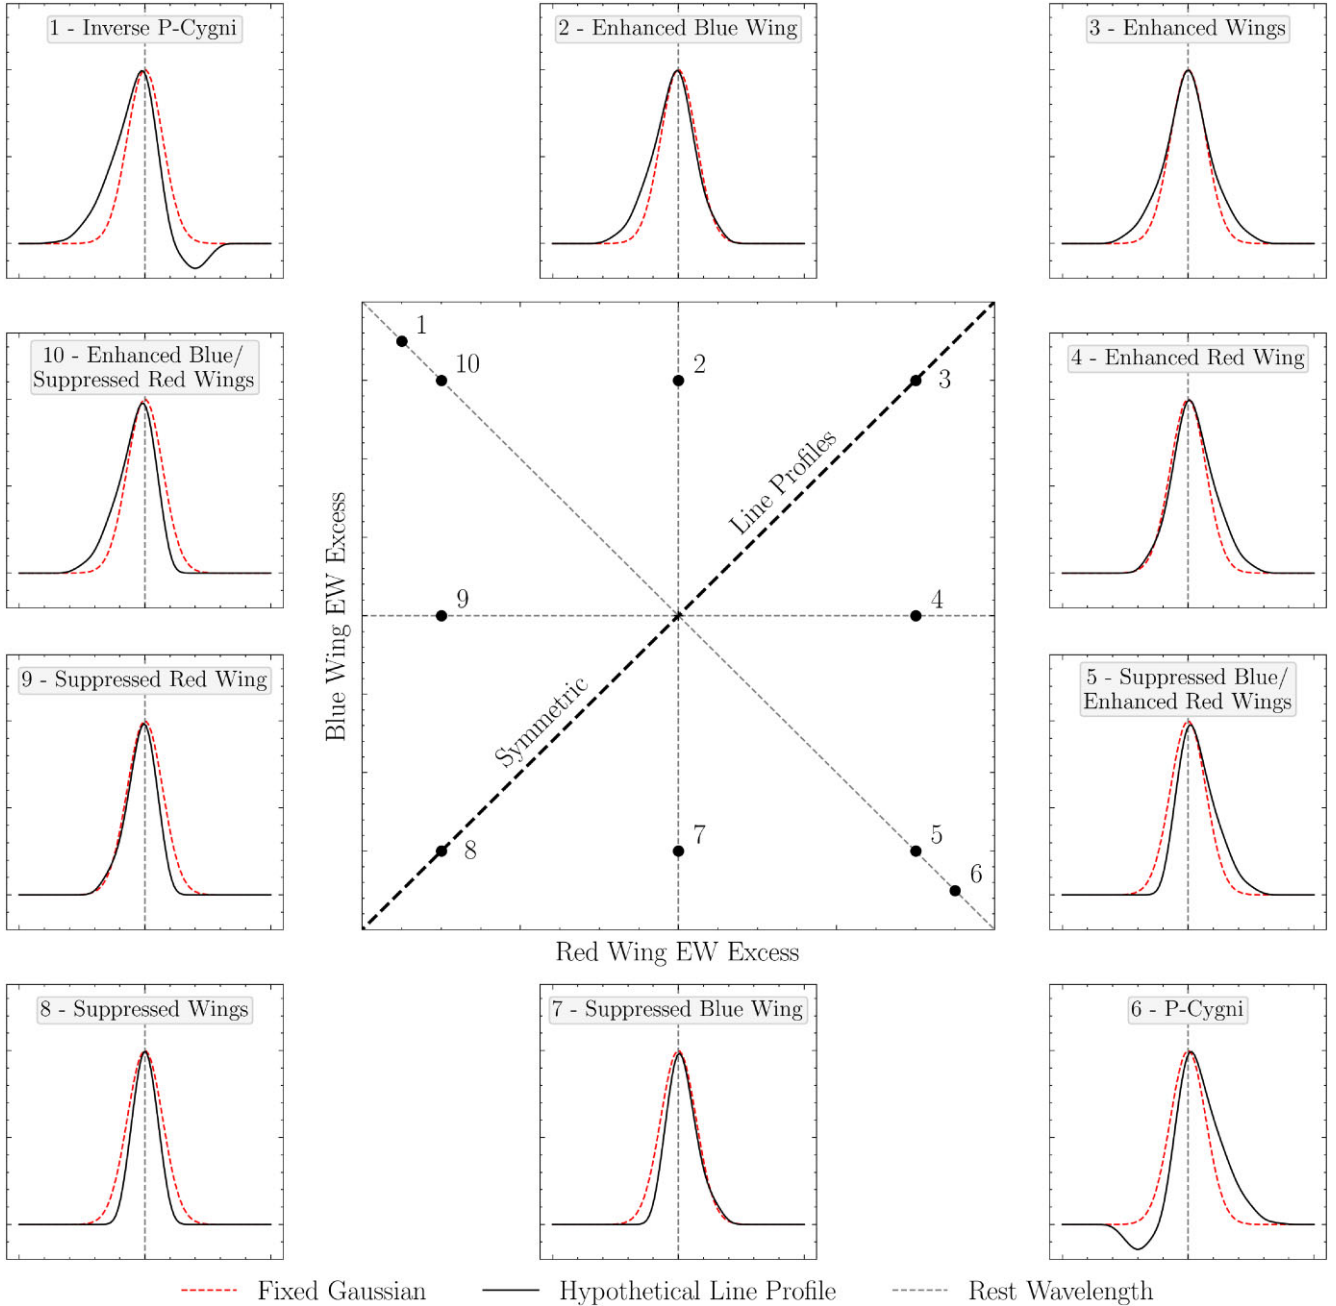 1 - Inverse P-Cygni
2 - Enhanced Blue Wing
3 - Enhanced Wings
10 - Enhanced Blue/
Suppressed Red Wings
4 - Enhanced Red Wing
9 - Suppressed Red Wing
5 - Suppressed Blue/
Enhanced Red Wings
8 - Suppressed Wings
7 - Suppressed Blue Wing
6 - P-Cygni
1
10
2
3
Line Profiles
9
4
Symmetric
8
7
5
6
Blue Wing EW Excess
Red Wing EW Excess
Fixed Gaussian
Hypothetical Line Profile
Rest Wavelength